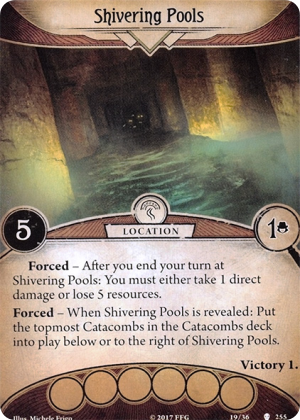 Shivering Pools
5
LOCATION
1
Forced – After you end your turn at
Shivering Pools: You must either take 1 direct
damage or lose 5 resources.
Forced – When Shivering Pools is revealed: Put
the topmost Catacombs in the Catacombs deck
into play below or to the right of Shivering Pools.
Victory 1.
Illus. Michele Frigo
© 2017 FFG
19/36
255